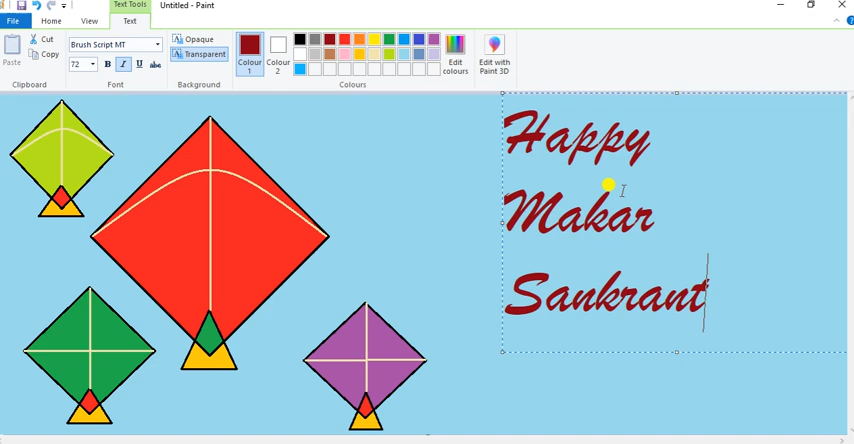 Text Tools
Untitled - Paint
File
Home
View
Text
Paste
Cut
Copy
Clipboard
Brush Script MT
72
B
I
U
abc
Font
Opaque
Transparent
Background
Colour
1
Colour
2
Edit
colours
Colours
Edit with
Paint 3D
Happy
Makar
Sankrant